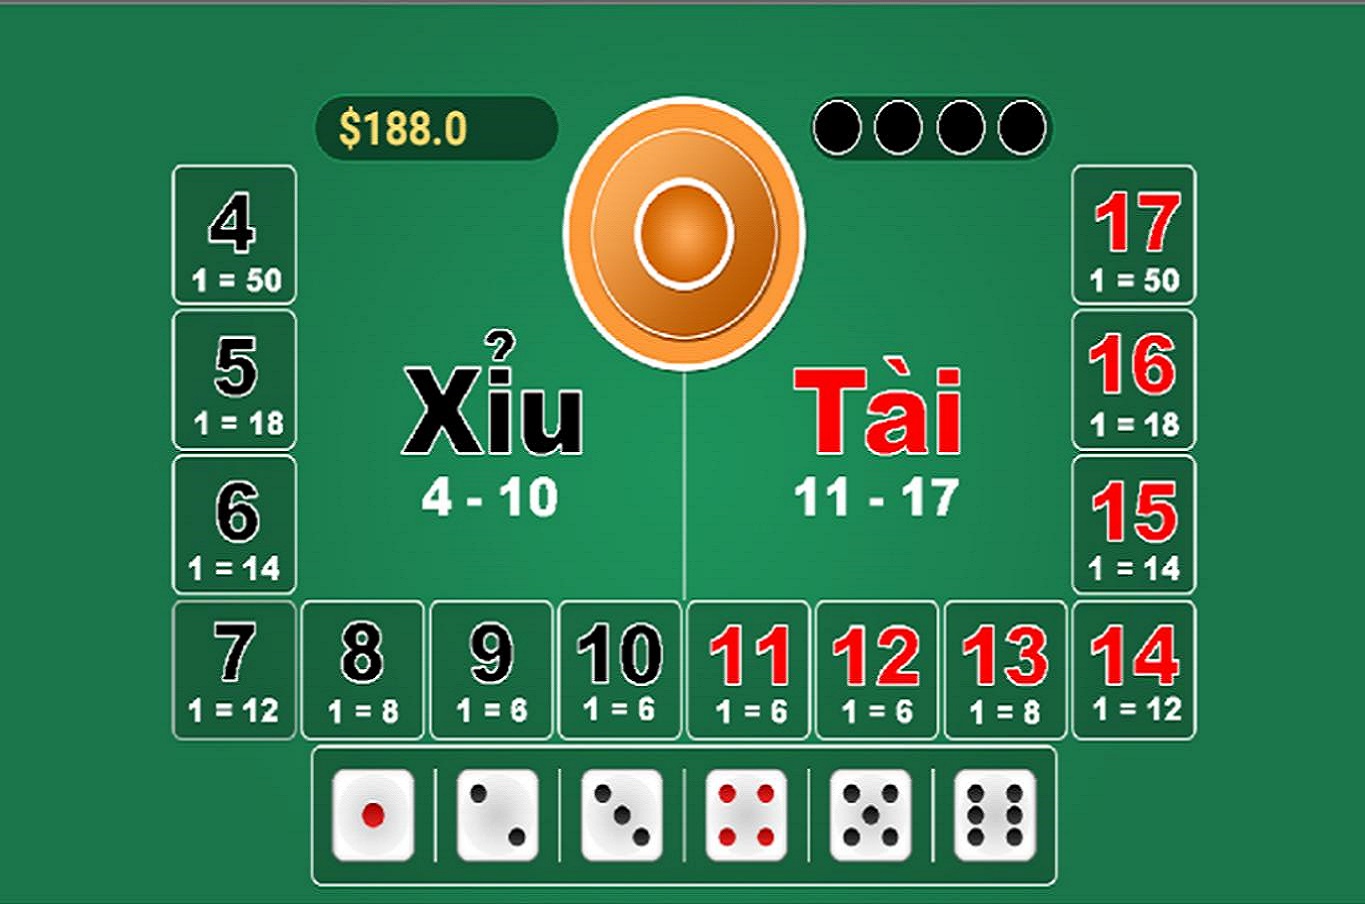 $188.0
4
1 = 50
17
1 = 50
5
1 = 18
16
1 = 18
Xỉu
4 - 10
Tài
11 - 17
6
1 = 14
15
1 = 14
7
1 = 12
8
1 = 8
9
1 = 6
10
1 = 6
11
1 = 6
12
1 = 6
13
1 = 8
14
1 = 12